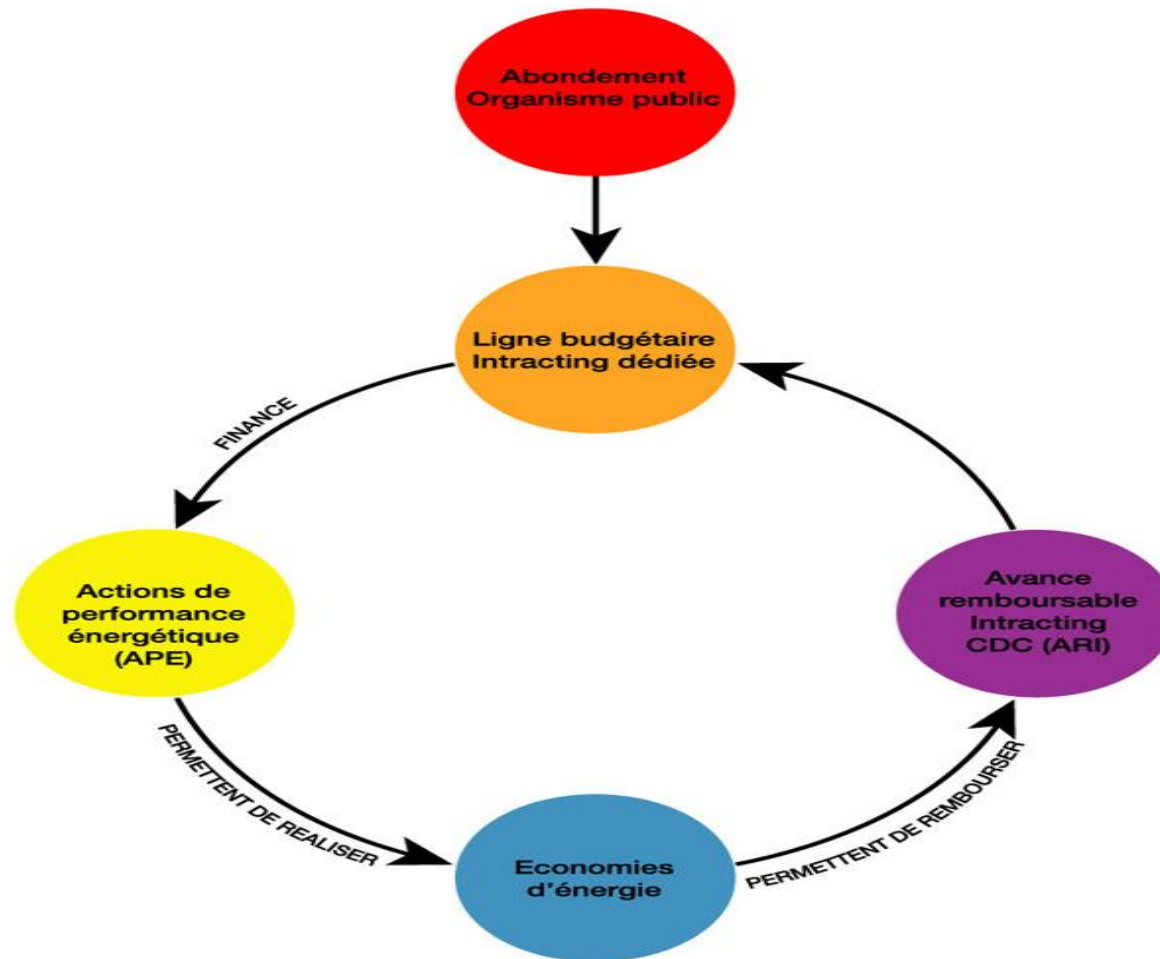 Abondement
Organisme public
Ligne budgétaire
Intracting dédiée
FINANCE
Actions de
performance
énergétique
(APE)
Avance
remboursable
Intracting
CDC (ARI)
PERMETTENT DE REALISER
PERMETTENT DE REMBOURSER
Economies
d'énergie